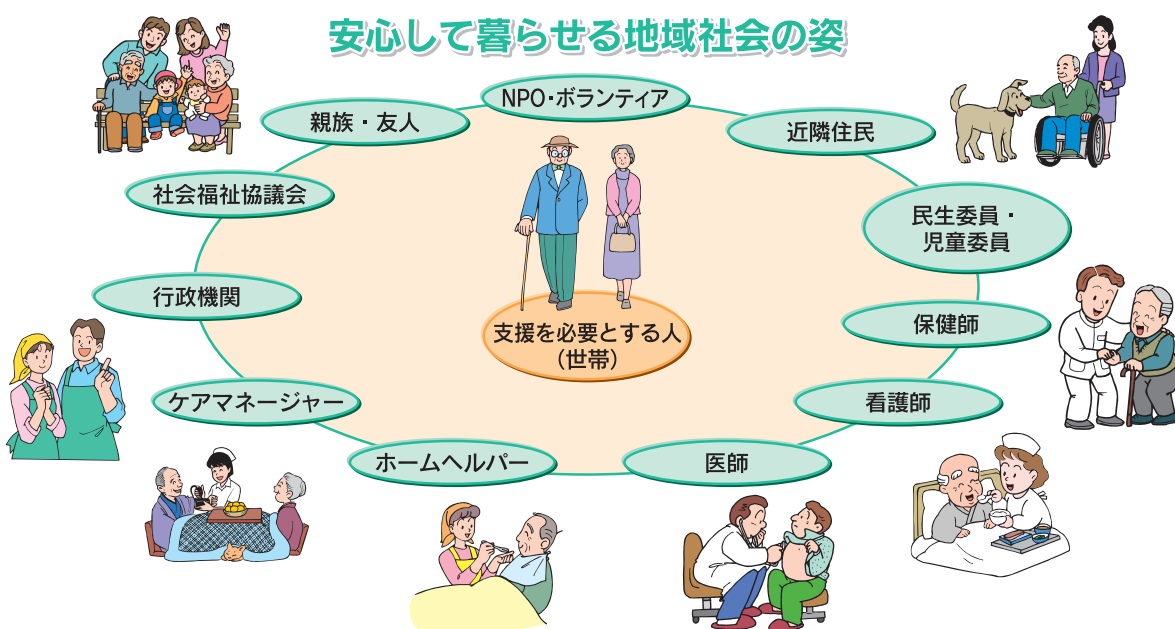 安心して暮らせる地域社会の姿
NPO・ボランティア
親族・友人
近隣住民
社会福祉協議会
民生委員・
児童委員
行政機関
保健師
支援を必要とする人
（世帯）
ケアマネージャー
看護師
ホームヘルパー
医師